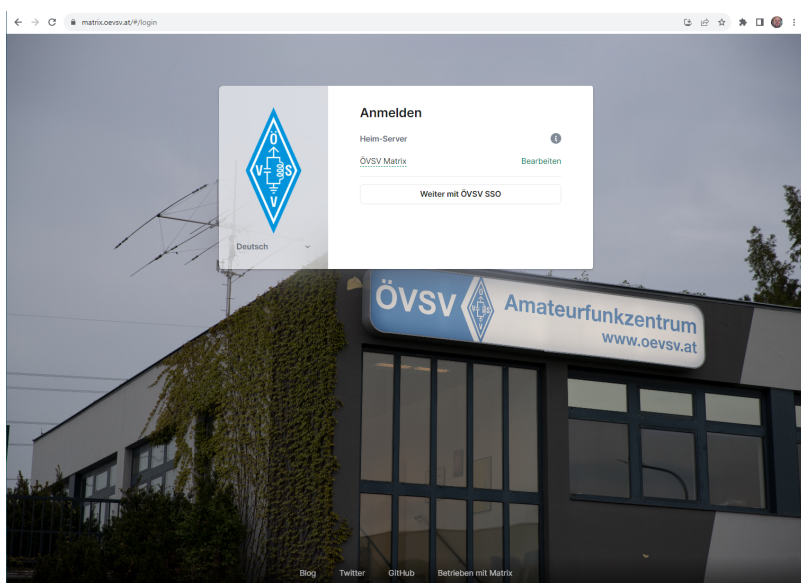 matrix.oevsv.at/#/login
Anmelden
Heim-Server
ÖVSV Matrix
Bearbeiten
Weiter mit ÖVSV SSO
Ö
V
S
V
Deutsch
ÖVSV
Amateurfunkzentrum
www.oevsv.at
Blog
Twitter
GitHub
Betrieben mit Matrix